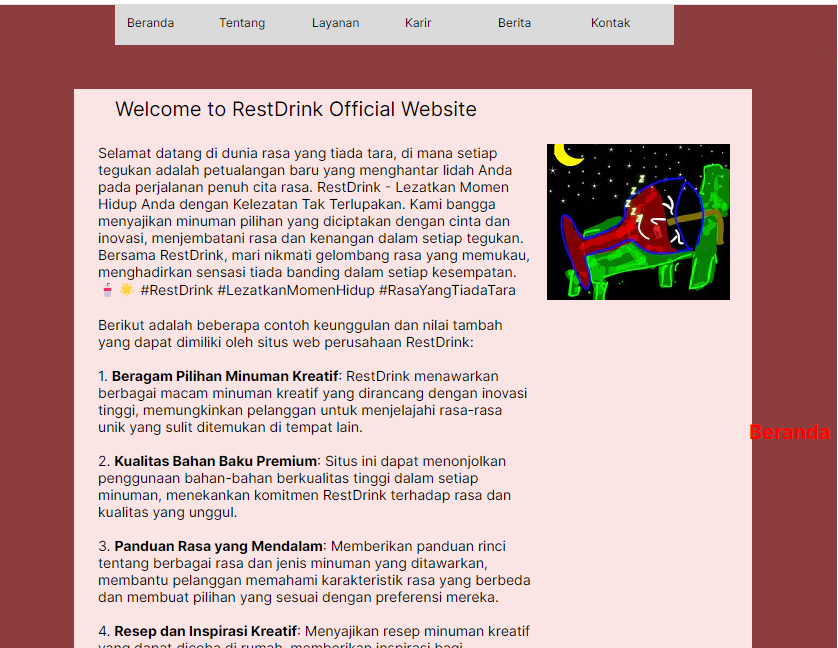 Beranda Tentang Layanan Karir Berita Kontak
Welcome to RestDrink Official Website
Selamat datang di dunia rasa yang tiada tara, di mana setiap
tegukan adalah petualangan baru yang menghantar lidah Anda
pada perjalanan penuh cita rasa. RestDrink - Lezatkan Momen
Hidup Anda dengan Kelezatan Tak Terlupakan. Kami bangga
menyajikan minuman pilihan yang diciptakan dengan cinta dan
inovasi, menjembatani rasa dan kenangan dalam setiap tegukan.
Bersama RestDrink, mari nikmati gelombang rasa yang memukau,
menghadirkan sensasi tiada banding dalam setiap kesempatan.
🥤 🌟 #RestDrink #LezatkanMomenHidup #RasaYangTiadaTara
z
z
z
z
z
Berikut adalah beberapa contoh keunggulan dan nilai tambah
yang dapat dimiliki oleh situs web perusahaan RestDrink:
1. Beragam Pilihan Minuman Kreatif: RestDrink menawarkan
berbagai macam minuman kreatif yang dirancang dengan inovasi
tinggi, memungkinkan pelanggan untuk menjelajahi rasa-rasa
unik yang sulit ditemukan di tempat lain.
Beranda
2. Kualitas Bahan Baku Premium: Situs ini dapat menonjolkan
penggunaan bahan-bahan berkualitas tinggi dalam setiap
minuman, menekankan komitmen RestDrink terhadap rasa dan
kualitas yang unggul.
3. Panduan Rasa yang Mendalam: Memberikan panduan rinci
tentang berbagai rasa dan jenis minuman yang ditawarkan,
membantu pelanggan memahami karakteristik rasa yang berbeda
dan membuat pilihan yang sesuai dengan preferensi mereka.
4. Resep dan Inspirasi Kreatif: Menyajikan resep minuman kreatif
yang dapat dicoba di rumah, memberikan inspirasi bagi